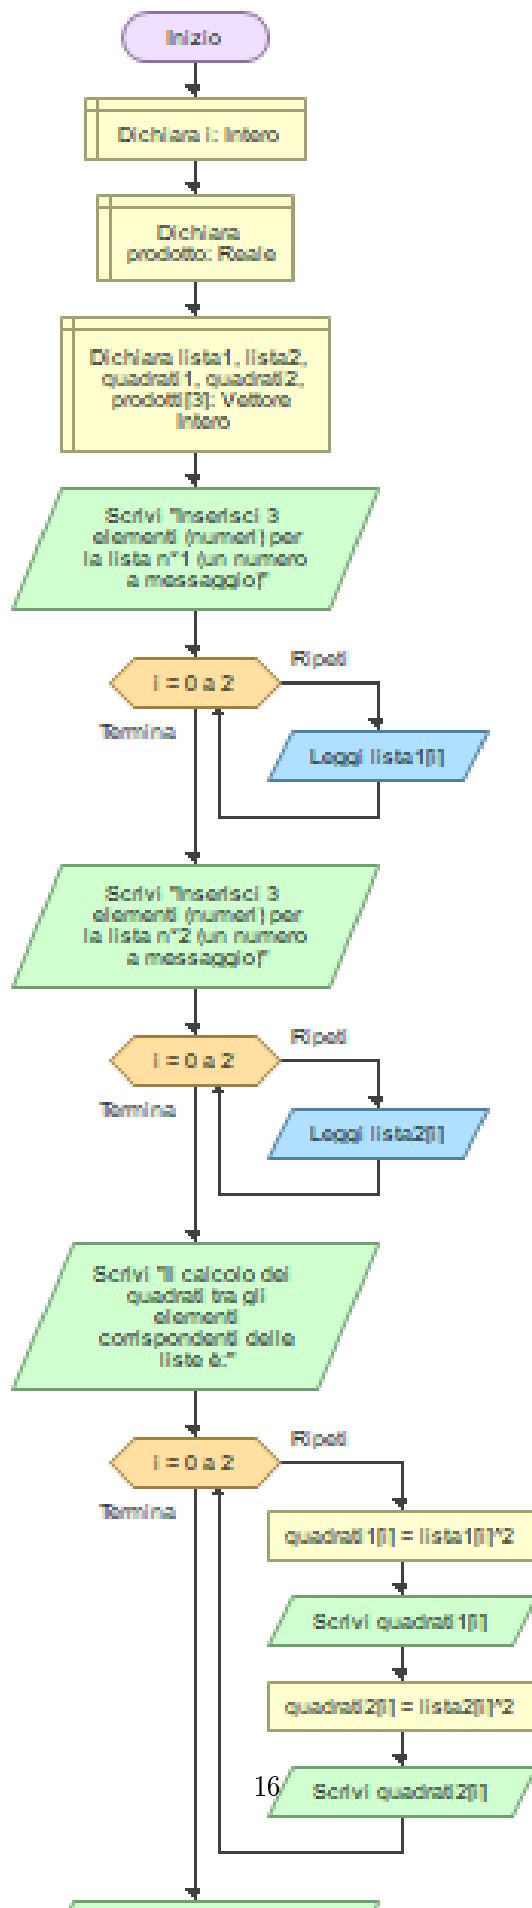 Inizio
Dichiara i: Intero
Dichiara
prodotto: Reale
Dichiara lista1, lista2,
quadrati1, quadrati2,
prodotti[3]: Vettore
Intero
Scrivi "Inserisci 3
elementi (numeri) per
la lista n°1 (un numero
a messaggio)"
Ripeti
i = 0 a 2
Termina
Leggi lista1[i]
Scrivi "Inserisci 3
elementi (numeri) per
la lista n°2 (un numero
a messaggio)"
Ripeti
i = 0 a 2
Termina
Leggi lista2[i]
Scrivi "Il calcolo dei
quadrati tra gli
elementi
corrispondenti delle
liste è:"
Ripeti
i = 0 a 2
Termina
quadrati1[i] = lista1[i]^2
Scrivi quadrati1[i]
quadrati2[i] = lista2[i]^2
Scrivi quadrati2[i]
16